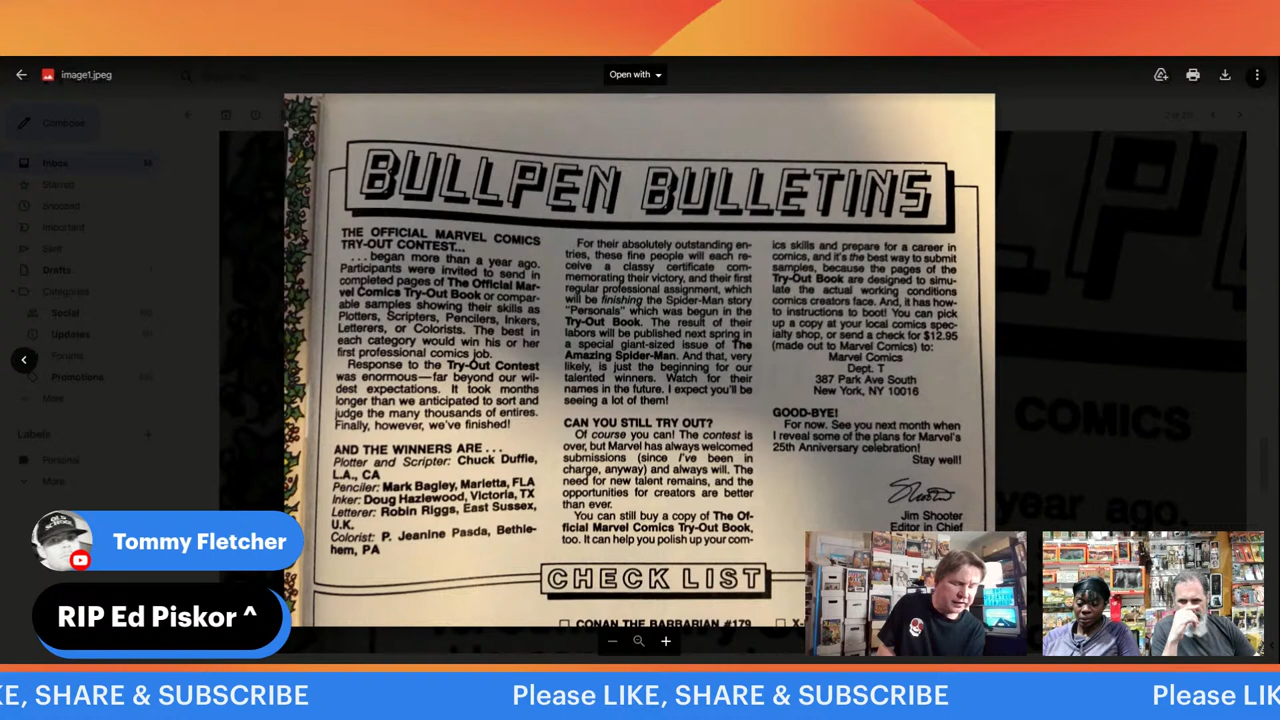 image1.jpeg
Open with
Compose
Inbox
Starred
Snoozed
Important
Sent
Drafts
Categories
Social
Updates
Forums
Promotions
More
Labels
Personal
More
BULLPEN BULLETINS
THE OFFICIAL MARVEL COMICS
TRY-OUT CONTEST...
. . . began more than a year ago.
Participants were invited to send in
completed pages of The Official Mar-
vel Comics Try-Out Book or compar-
able samples showing their skills as
Plotters, Scripters, Pencilers, Inkers,
Letterers, or Colorists. The best in
each category would win his or her
first professional comics job.
Response to the Try-Out Contest
was enormous—far beyond our wil-
dest expectations. It took months
longer than we anticipated to sort and
judge the many thousands of entires.
Finally, however, we've finished!
AND THE WINNERS ARE . . .
Plotter and Scripter: Chuck Duffie,
L.A., CA
Penciler: Mark Bagley, Marietta, FLA
Inker: Doug Hazlewood, Victoria, TX
Letterer: Robin Riggs, East Sussex,
U.K.
Colorist: P. Jeanine Pasda, Bethle-
hem, PA
For their absolutely outstanding en-
tries, these fine people will each re-
ceive a classy certificate com-
memorating their victory, and their first
regular professional assignment, which
will be finishing the Spider-Man story
"Personals" which was begun in the
Try-Out Book. The result of their
labors will be published next spring in
a special giant-sized issue of The
Amazing Spider-Man. And that, very
likely, is just the beginning for our
talented winners. Watch for their
names in the future. I expect you'll be
seeing a lot of them!
CAN YOU STILL TRY OUT?
Of course you can! The contest is
over, but Marvel has always welcomed
submissions (since I've been in
charge, anyway) and always will. The
need for new talent remains, and the
opportunities for creators are better
than ever.
You can still buy a copy of The Of-
ficial Marvel Comics Try-Out Book,
too. It can help you polish up your com-
ics skills and prepare for a career in
comics, and it's the best way to submit
samples, because the pages of the
Try-Out Book are designed to simu-
late the actual working conditions
comics creators face. And, it has how-
to instructions to boot! You can pick
up a copy at your local comics spec-
ialty shop, or send a check for $12.95
(made out to Marvel Comics) to:
Marvel Comics
Dept. T
387 Park Ave South
New York, NY 10016
GOOD-BYE!
For now. See you next month when
I reveal some of the plans for Marvel's
25th Anniversary celebration!
Stay well!
Jim Shooter
Editor in Chief
CHECK LIST
CONAN THE BARBARIAN #179
X-
COMICS
year ago.
Tommy Fletcher
RIP Ed Piskor ^
KE, SHARE & SUBSCRIBE
Please LIKE, SHARE & SUBSCRIBE
Please LIK